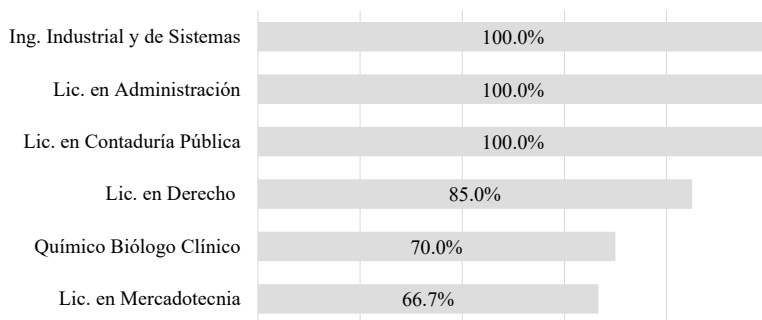 Ing. Industrial y de Sistemas 100.0%
Lic. en Administración 100.0%
Lic. en Contaduría Pública 100.0%
Lic. en Derecho 85.0%
Químico Biólogo Clínico 70.0%
Lic. en Mercadotecnia 66.7%